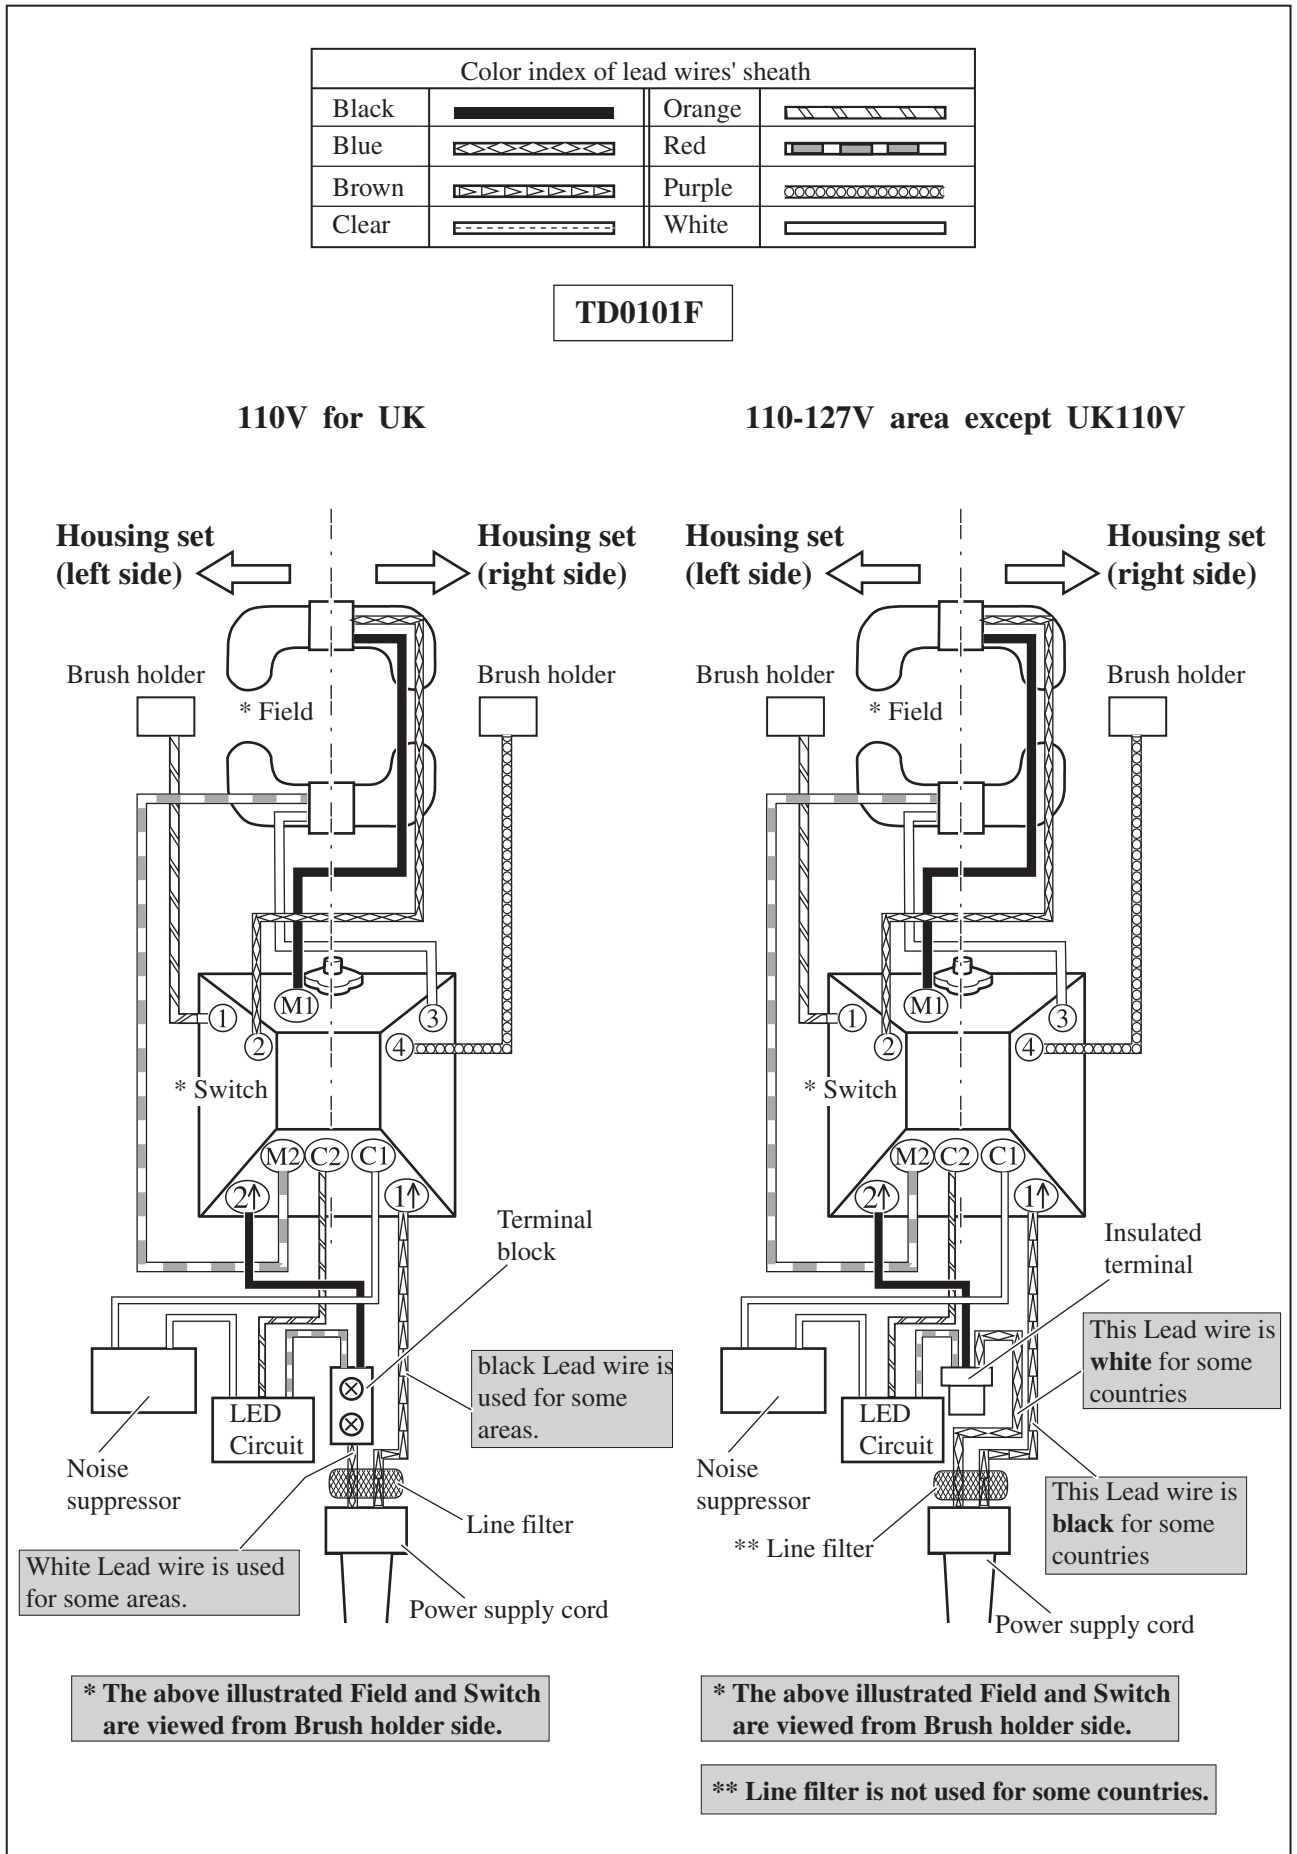 Color index of lead wires' sheath
Black
Orange
Blue
Red
Brown
Purple
Clear
White
TD0101F
110V for UK
Housing set
(left side)
Housing set
(right side)
Brush holder
Brush holder
* Field
M1
1
2
3
4
* Switch
M2
C2
C1
2↑
1↑
Terminal
block
black Lead wire is
used for some
areas.
LED
Circuit
Noise
suppressor
Line filter
White Lead wire is used
for some areas.
Power supply cord
* The above illustrated Field and Switch
are viewed from Brush holder side.
110-127V area except UK110V
Housing set
(left side)
Housing set
(right side)
Brush holder
Brush holder
* Field
M1
1
2
3
4
* Switch
M2
C2
C1
2↑
1↑
Insulated
terminal
This Lead wire is
white for some
countries
LED
Circuit
Noise
suppressor
This Lead wire is
black for some
countries
** Line filter
Power supply cord
* The above illustrated Field and Switch
are viewed from Brush holder side.
** Line filter is not used for some countries.